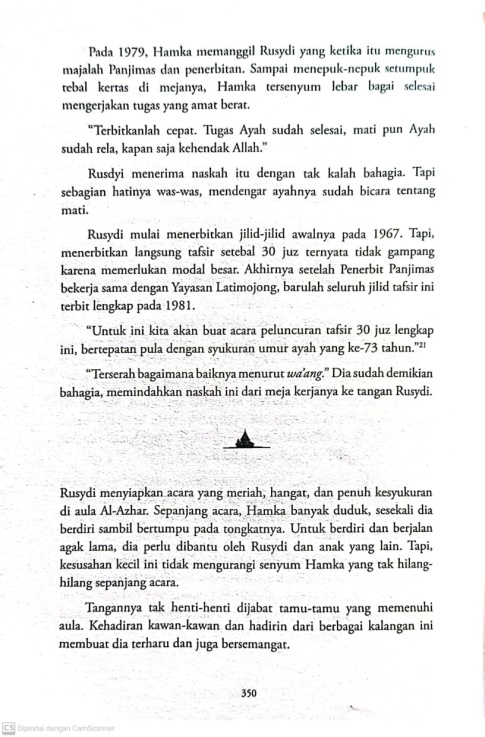 Pada 1979, Hamka memanggil Rusydi yang ketika itu mengurus
majalah Panjimas dan penerbitan. Sampai menepuk-nepuk setumpuk
tebal kertas di mejanya, Hamka tersenyum lebar bagai selesai
mengerjakan tugas yang amat berat.
"Terbitkanlah cepat. Tugas Ayah sudah selesai, mati pun Ayah
sudah rela, kapan saja kehendak Allah."
Rusdyi menerima naskah itu dengan tak kalah bahagia. Tapi
sebagian hatinya was-was, mendengar ayahnya sudah bicara tentang
mati.
Rusydi mulai menerbitkan jilid-jilid awalnya pada 1967. Tapi,
menerbitkan langsung tafsir setebal 30 juz ternyata tidak gampang
karena memerlukan modal besar. Akhirnya setelah Penerbit Panjimas
bekerja sama dengan Yayasan Latimojong, barulah seluruh jilid tafsir ini
terbit lengkap pada 1981.
"Untuk ini kita akan buat acara peluncuran tafsir 30 juz lengkap
ini, bertepatan pula dengan syukuran umur ayah yang ke-73 tahun."21
"Terserah bagaimana baiknya menurut wa'ang." Dia sudah demikian
bahagia, memindahkan naskah ini dari meja kerjanya ke tangan Rusydi.
Rusydi menyiapkan acara yang meriah, hangat, dan penuh kesyukuran
di aula Al-Azhar. Sepanjang acara, Hamka banyak duduk, sesekali dia
berdiri sambil bertumpu pada tongkatnya. Untuk berdiri dan berjalan
agak lama, dia perlu dibantu oleh Rusydi dan anak yang lain. Tapi,
kesusahan kecil ini tidak mengurangi senyum Hamka yang tak hilang-
hilang sepanjang acara.
Tangannya tak henti-henti dijabat tamu-tamu yang memenuhi
aula. Kehadiran kawan-kawan dan hadirin dari berbagai kalangan ini
membuat dia terharu dan juga bersemangat.
350
CS Dipindai dengan CamScanner